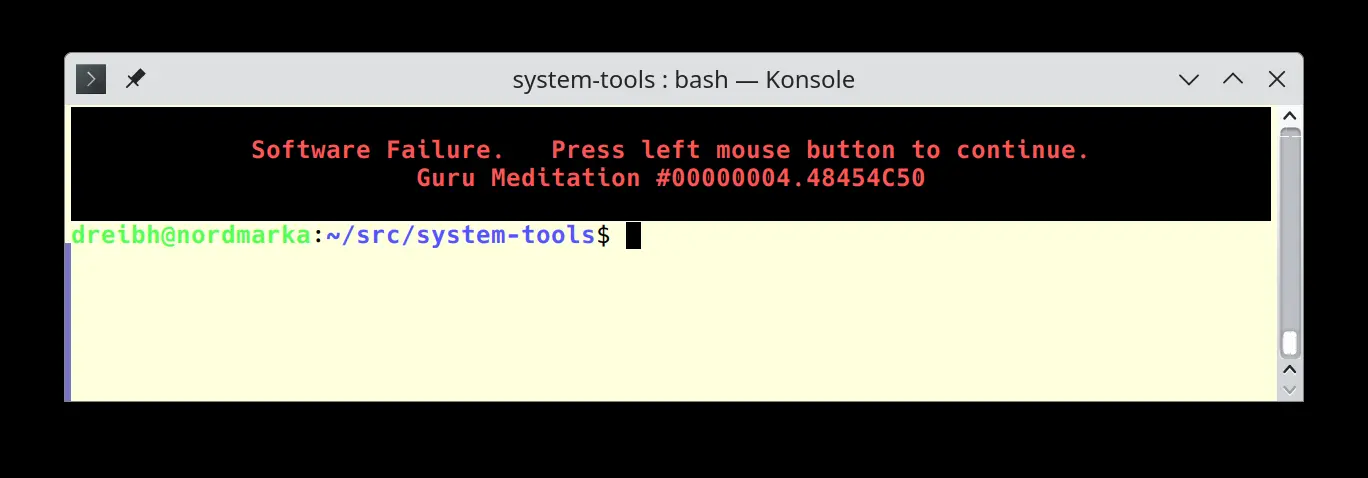 system-tools : bash — Konsole
Software Failure.   Press left mouse button to continue.
Guru Meditation #00000004.48454C50
dreibh@nordmarka:~/src/system-tools$